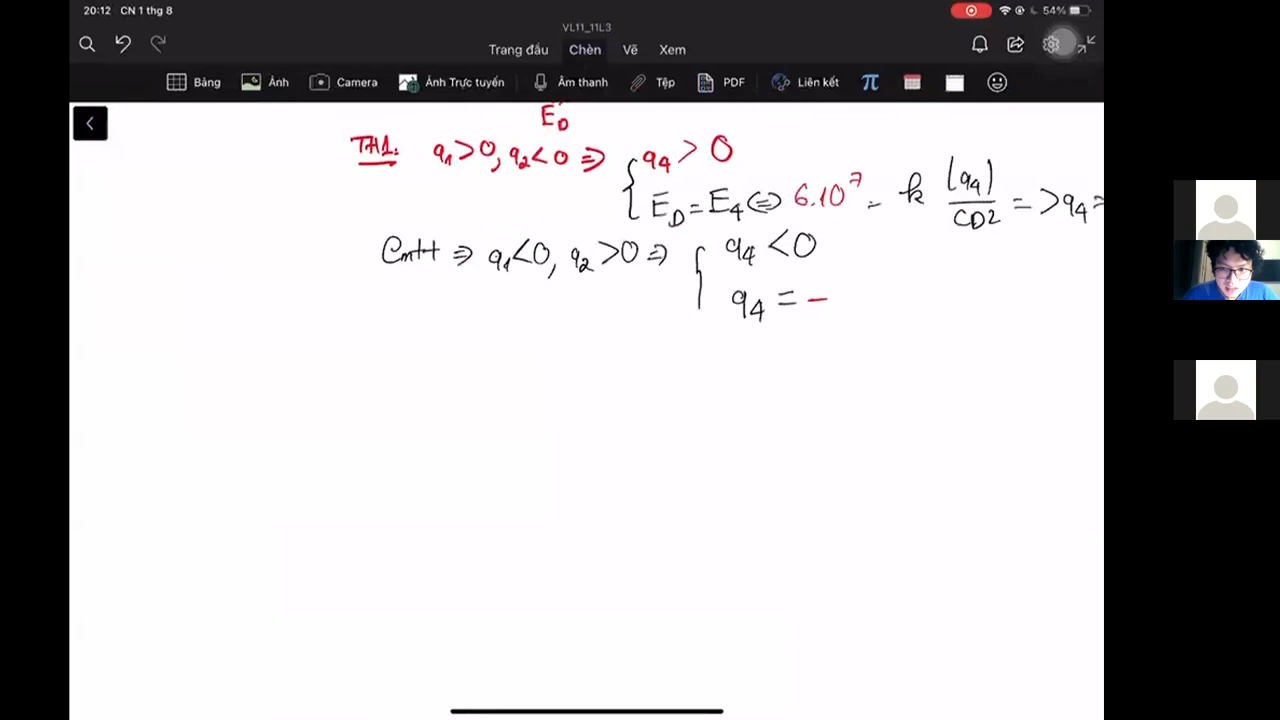 20:12 CN 1 thg 8
54%
VL11_11L3
Trang đầu Chèn Vẽ Xem
Bảng Ảnh Camera Ảnh Trực tuyến Âm thanh Tệp PDF π Liên kết
E_D
TH1: q₁>0, q₂<0 => { q₄ > 0
E_D = E₄ <=> 6.10⁷ = k |q₄| / CD2 = > q₄ =
=> q₁<0, q₂>0 => { q₄ < 0
q₄ = -